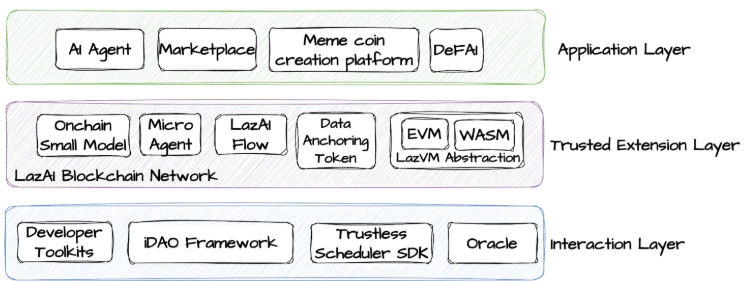 AI Agent
Marketplace
Meme coin
creation platform
DeFAI
Application Layer
Onchain
Small Model
Micro
Agent
LazAI
Flow
Data
Anchoring
Token
EVM
WASM
LazVM Abstraction
LazAI Blockchain Network
Trusted Extension Layer
Developer
Toolkits
iDAO Framework
Trustless
Scheduler SDK
Oracle
Interaction Layer